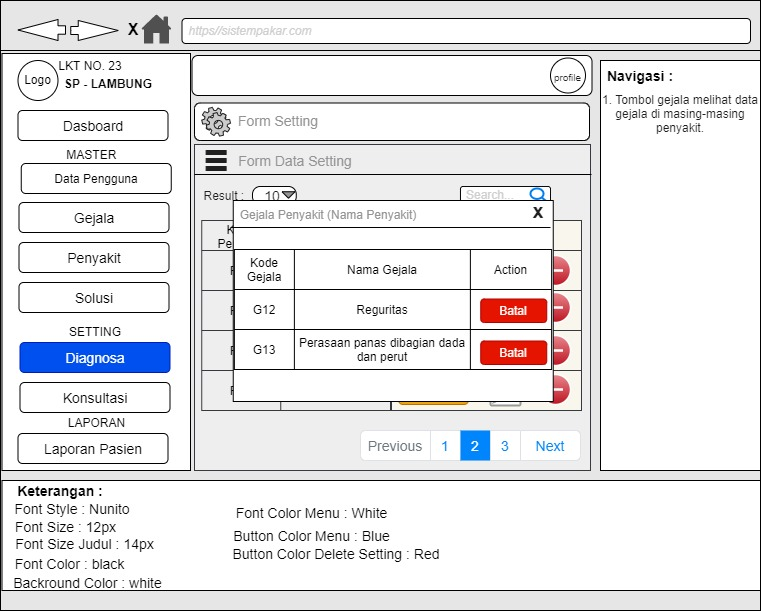 X
https//sistempakar.com
Logo
LKT NO. 23
SP - LAMBUNG
Dasboard
MASTER
Data Pengguna
Gejala
Penyakit
Solusi
SETTING
Diagnosa
Konsultasi
LAPORAN
Laporan Pasien
profile
Form Setting
Form Data Setting
Result :
10
Search...
Gejala Penyakit (Nama Penyakit)
X
Kode Gejala
Nama Gejala
Action
G12
Reguritas
Batal
G13
Perasaan panas dibagian dada
dan perut
Batal
Previous 1 2 3 Next
Navigasi :
1. Tombol gejala melihat data
gejala di masing-masing
penyakit.
Keterangan :
Font Style : Nunito
Font Size : 12px
Font Size Judul : 14px
Font Color : black
Backround Color : white
Font Color Menu : White
Button Color Menu : Blue
Button Color Delete Setting : Red